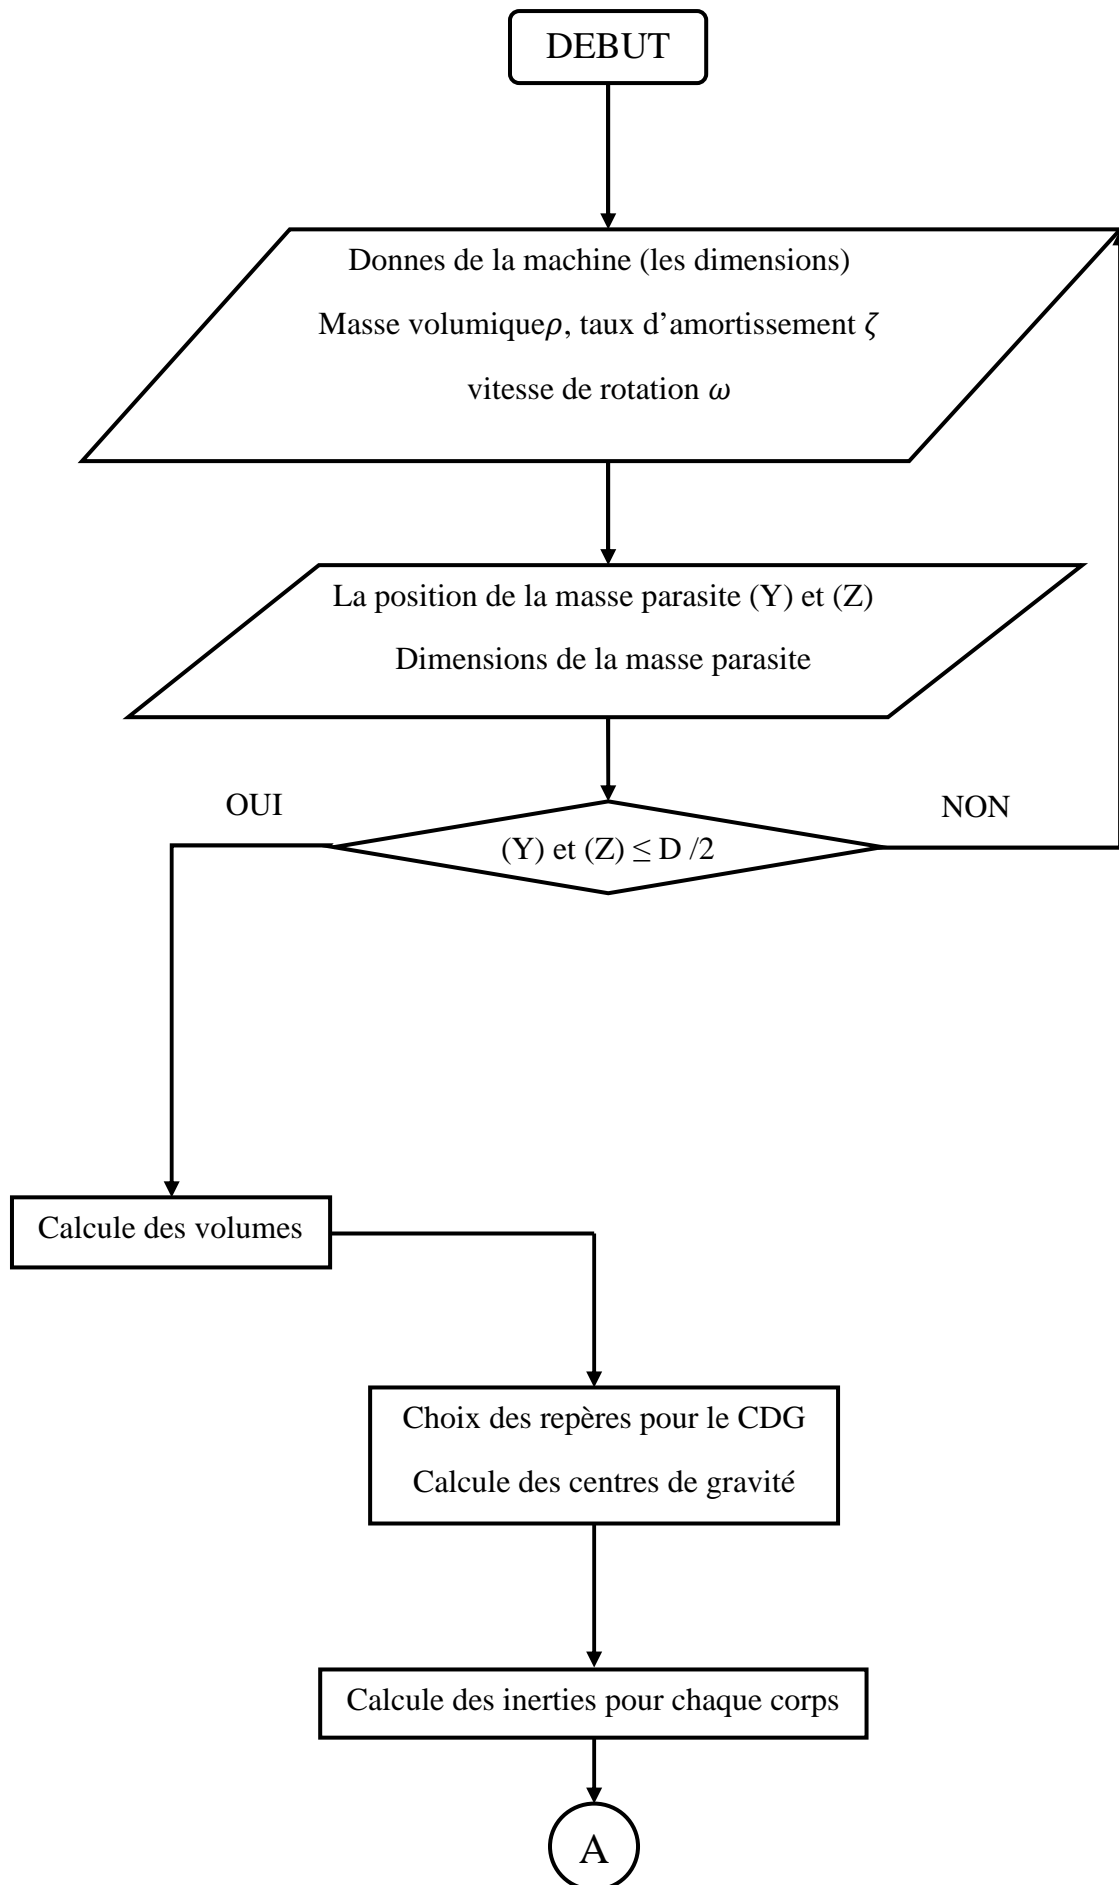 DEBUT
Donnes de la machine (les dimensions)
Masse volumiqueρ, taux d’amortissement ζ
vitesse de rotation ω
La position de la masse parasite (Y) et (Z)
Dimensions de la masse parasite
OUI
NON
(Y) et (Z) ≤ D /2
Calcule des volumes
Choix des repères pour le CDG
Calcule des centres de gravité
Calcule des inerties pour chaque corps
A